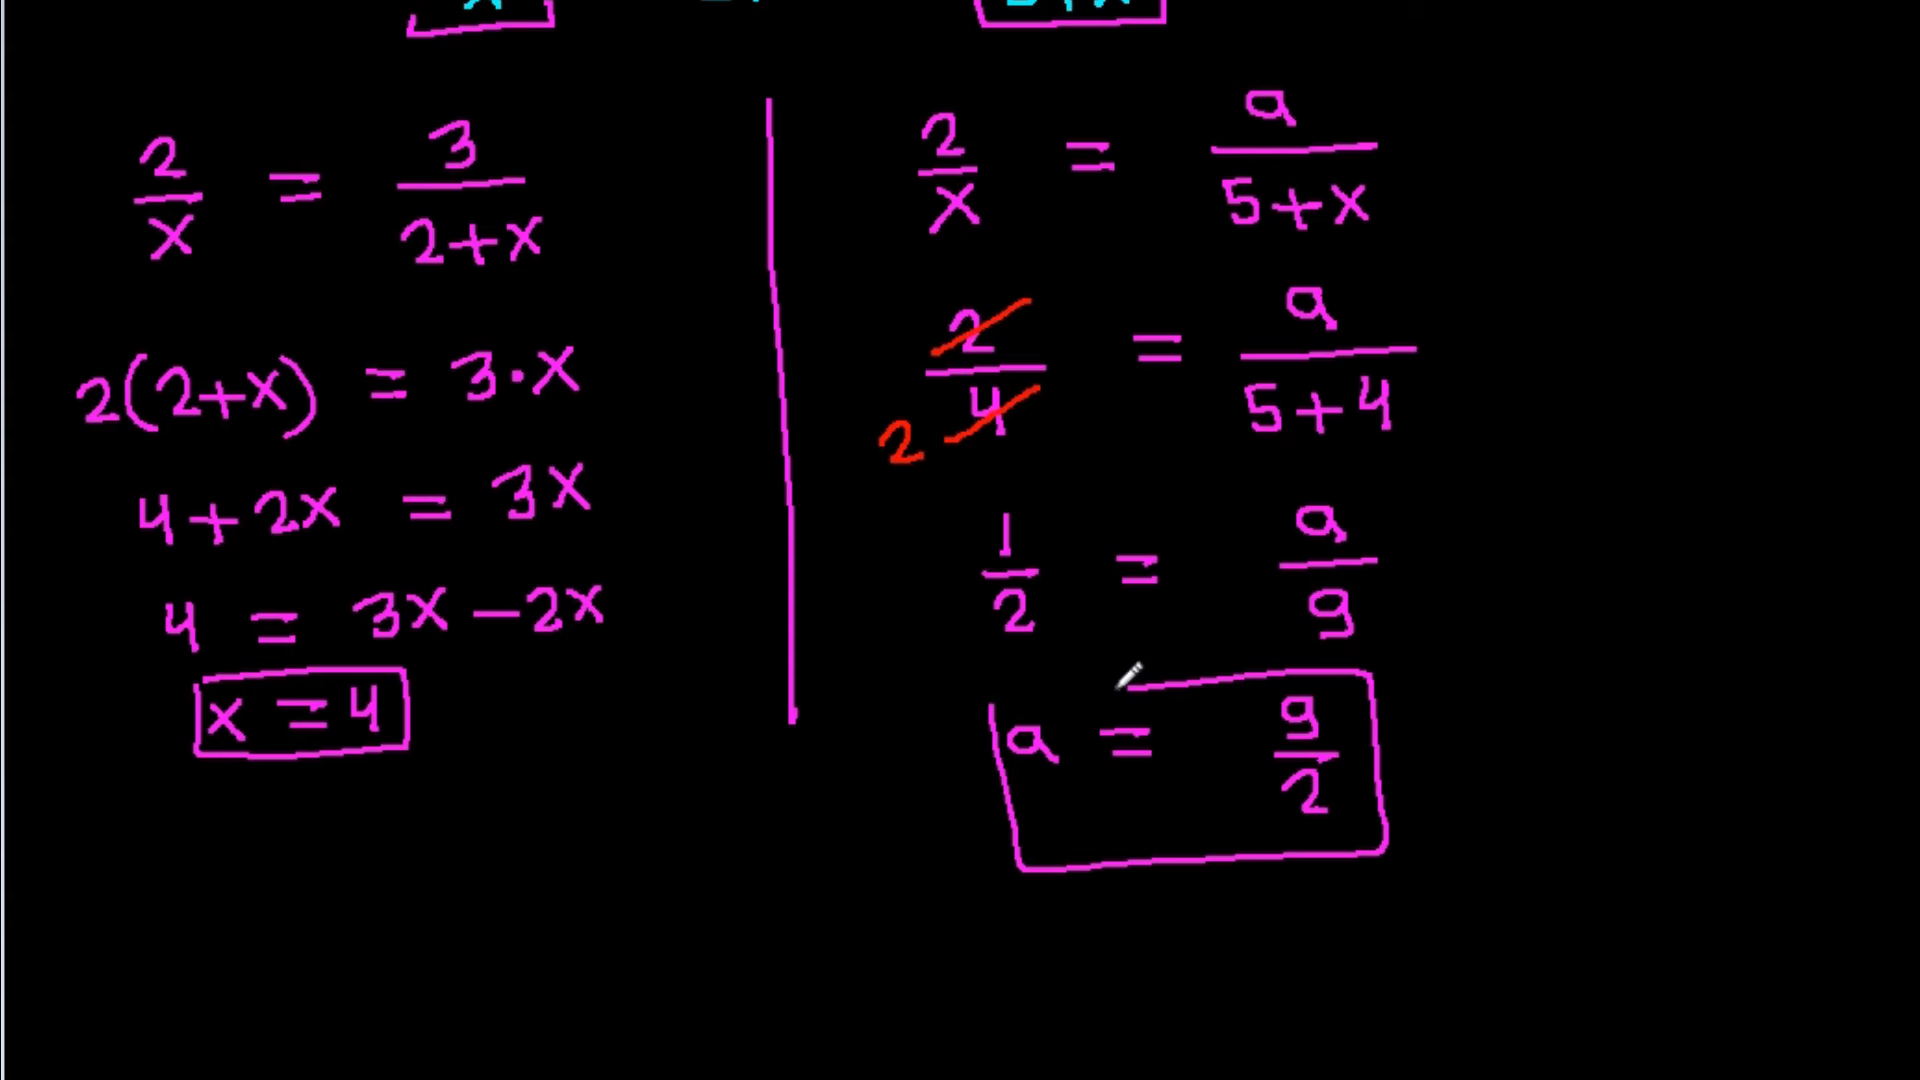 2/x = 3/(2+x)
2(2+x) = 3·x
4+2x = 3x
4 = 3x-2x
x = 4
2/x = a/(5+x)
2/4 = a/(5+4)
2
1/2 = a/9
a = 9/2